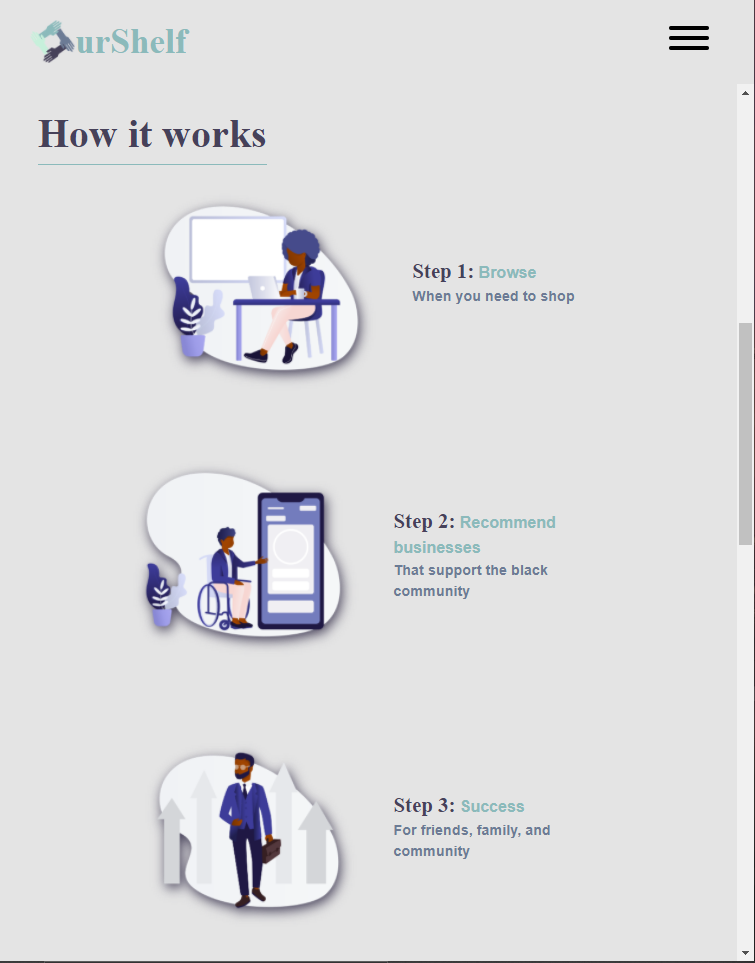 urShelf
How it works
Step 1: Browse
When you need to shop
Step 2: Recommend
businesses
That support the black
community
Step 3: Success
For friends, family, and
community